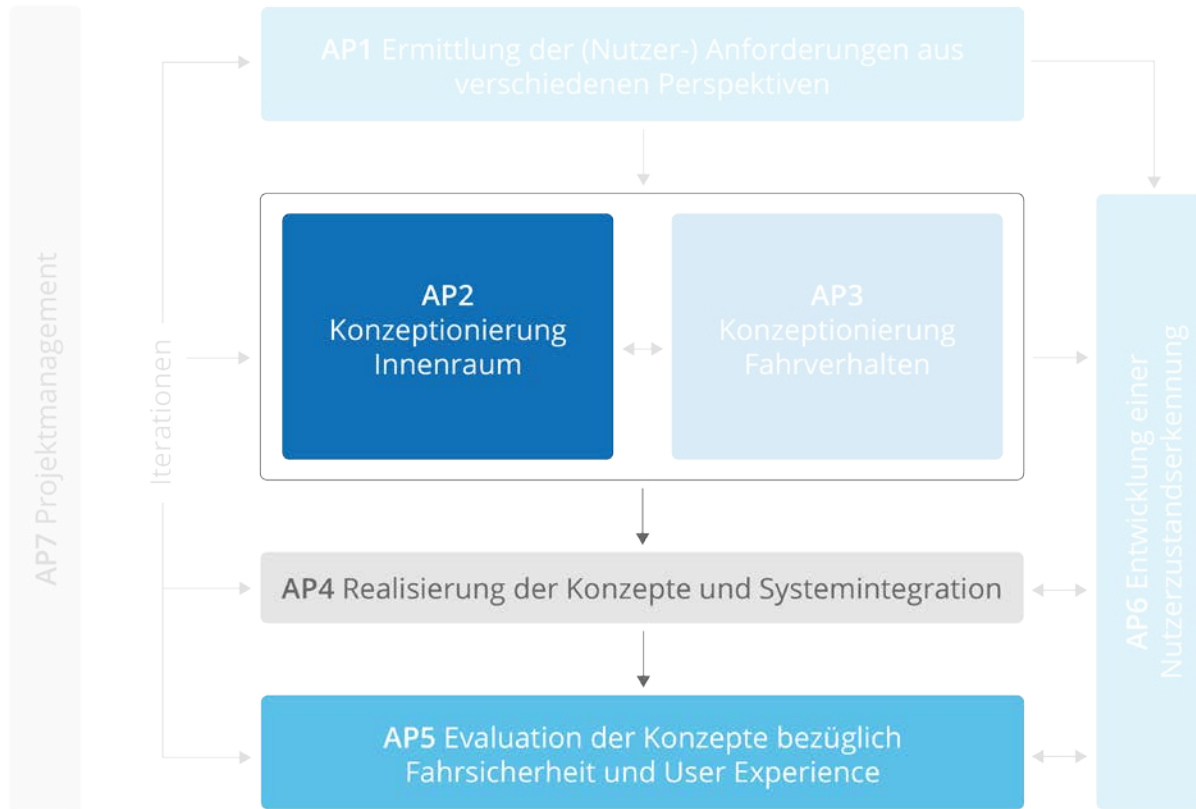 AP1 Ermittlung der (Nutzer-) Anforderungen aus
verschiedenen Perspektiven
AP7 Projektmanagement
Iterationen
AP2
Konzeptionierung
Innenraum
AP3
Konzeptionierung
Fahrverhalten
AP6 Entwicklung einer
Nutzerzustandserkennung
AP4 Realisierung der Konzepte und Systemintegration
AP5 Evaluation der Konzepte bezüglich
Fahrsicherheit und User Experience